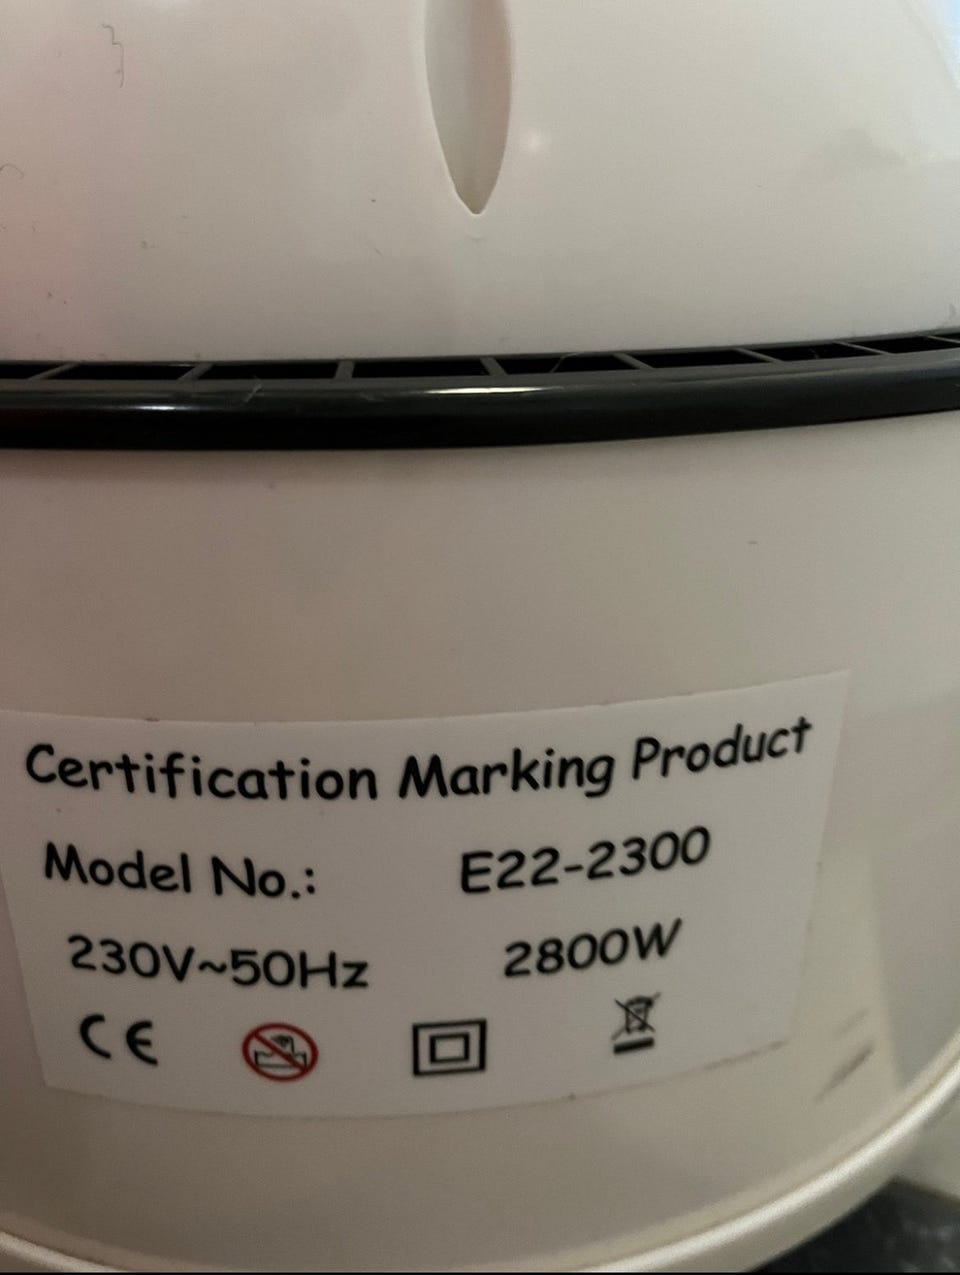 Certification Marking Product
Model No.: E22-2300
230V~50Hz 2800W
CE